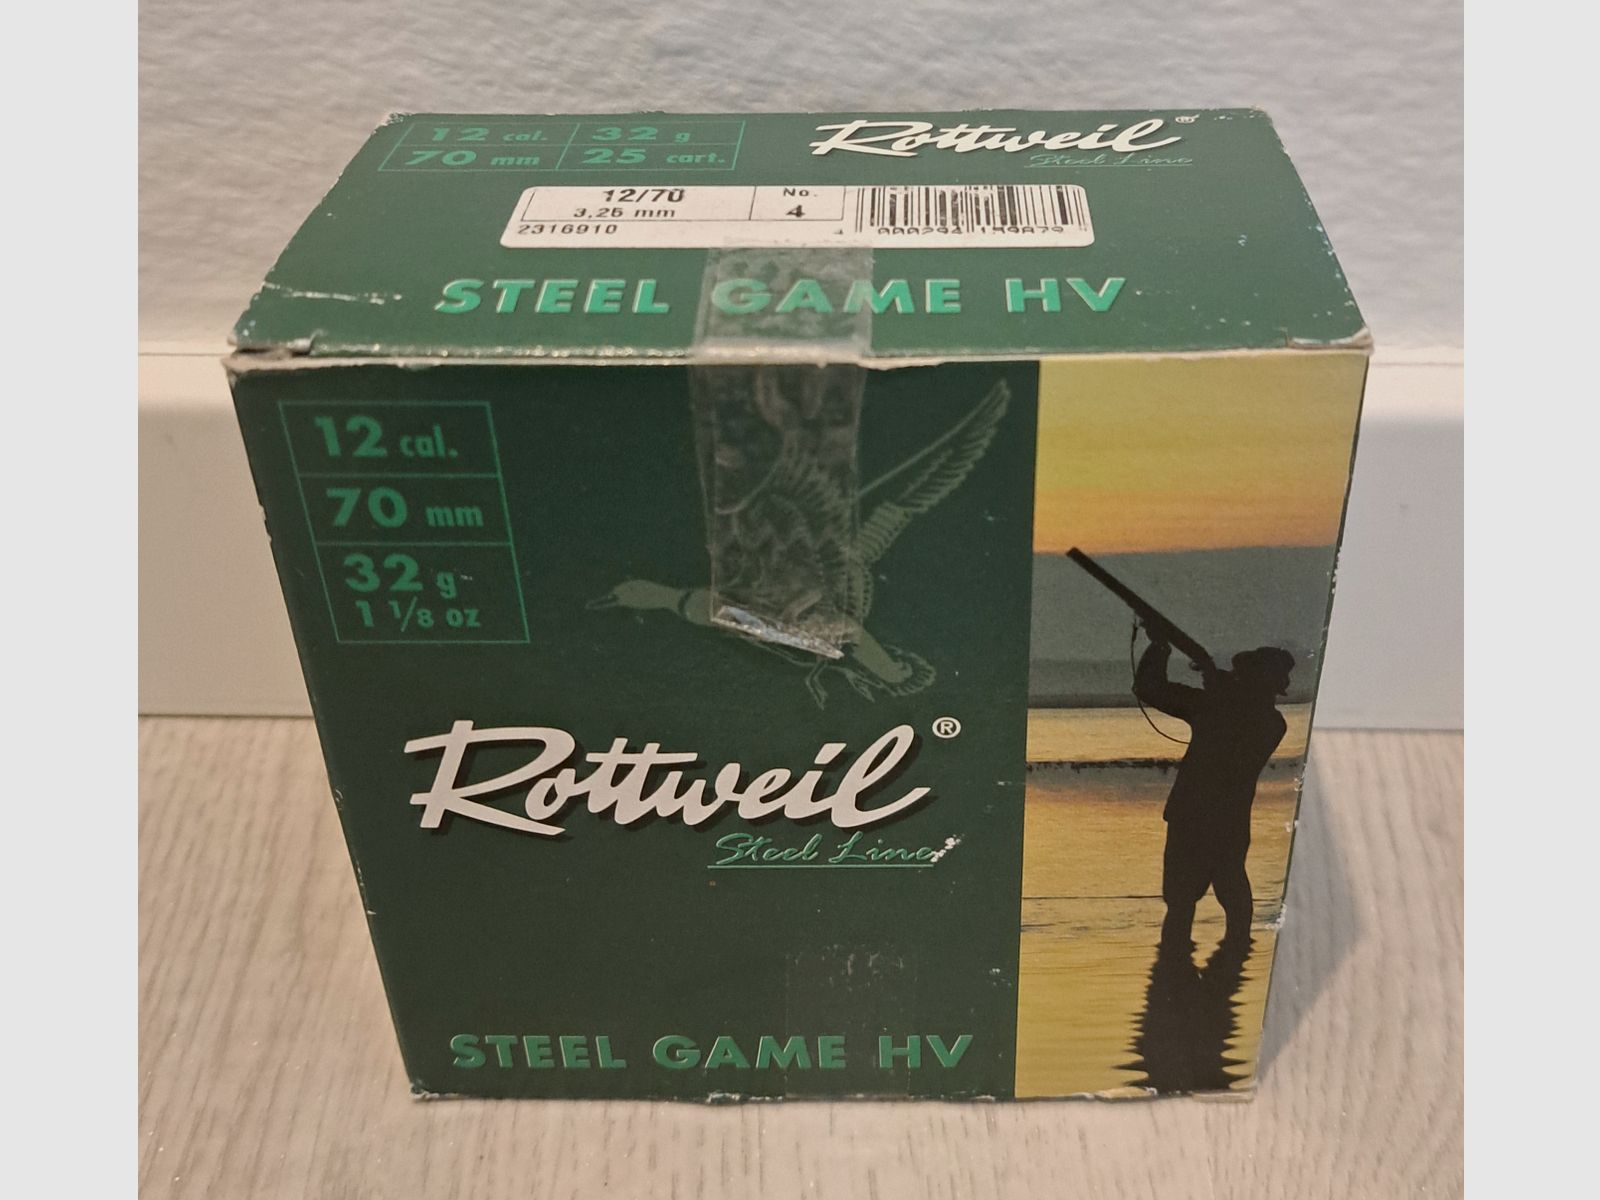 12 cal. 32 g
70 mm 25 cart.
Rottweil ®
Steel Line
12/70 No.
3,25 mm 4
2316910
STEEL GAME HV
12 cal.
70 mm
32 g
1 1/8 oz
Rottweil ®
Steel Line
STEEL GAME HV